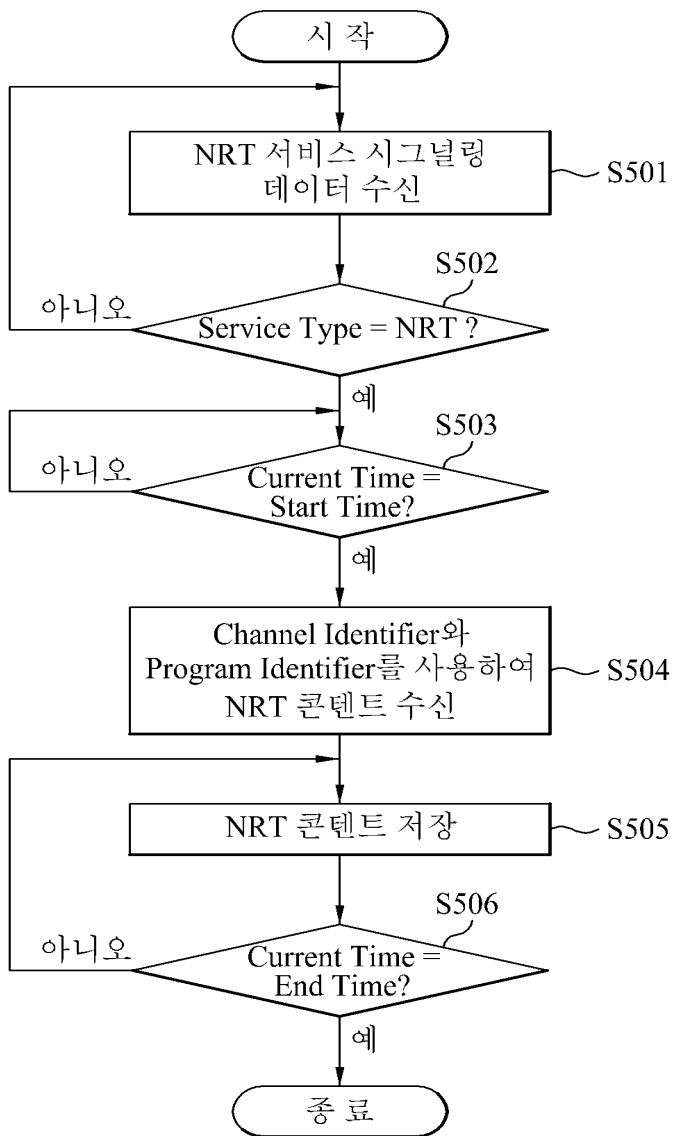 시 작
NRT 서비스 시그널링
데이터 수신
S501
S502
아니오
Service Type = NRT ?
예
S503
아니오
Current Time =
Start Time?
예
Channel Identifier와
Program Identifier를 사용하여
NRT 콘텐트 수신
S504
NRT 콘텐트 저장
S505
S506
아니오
Current Time =
End Time?
예
종 료